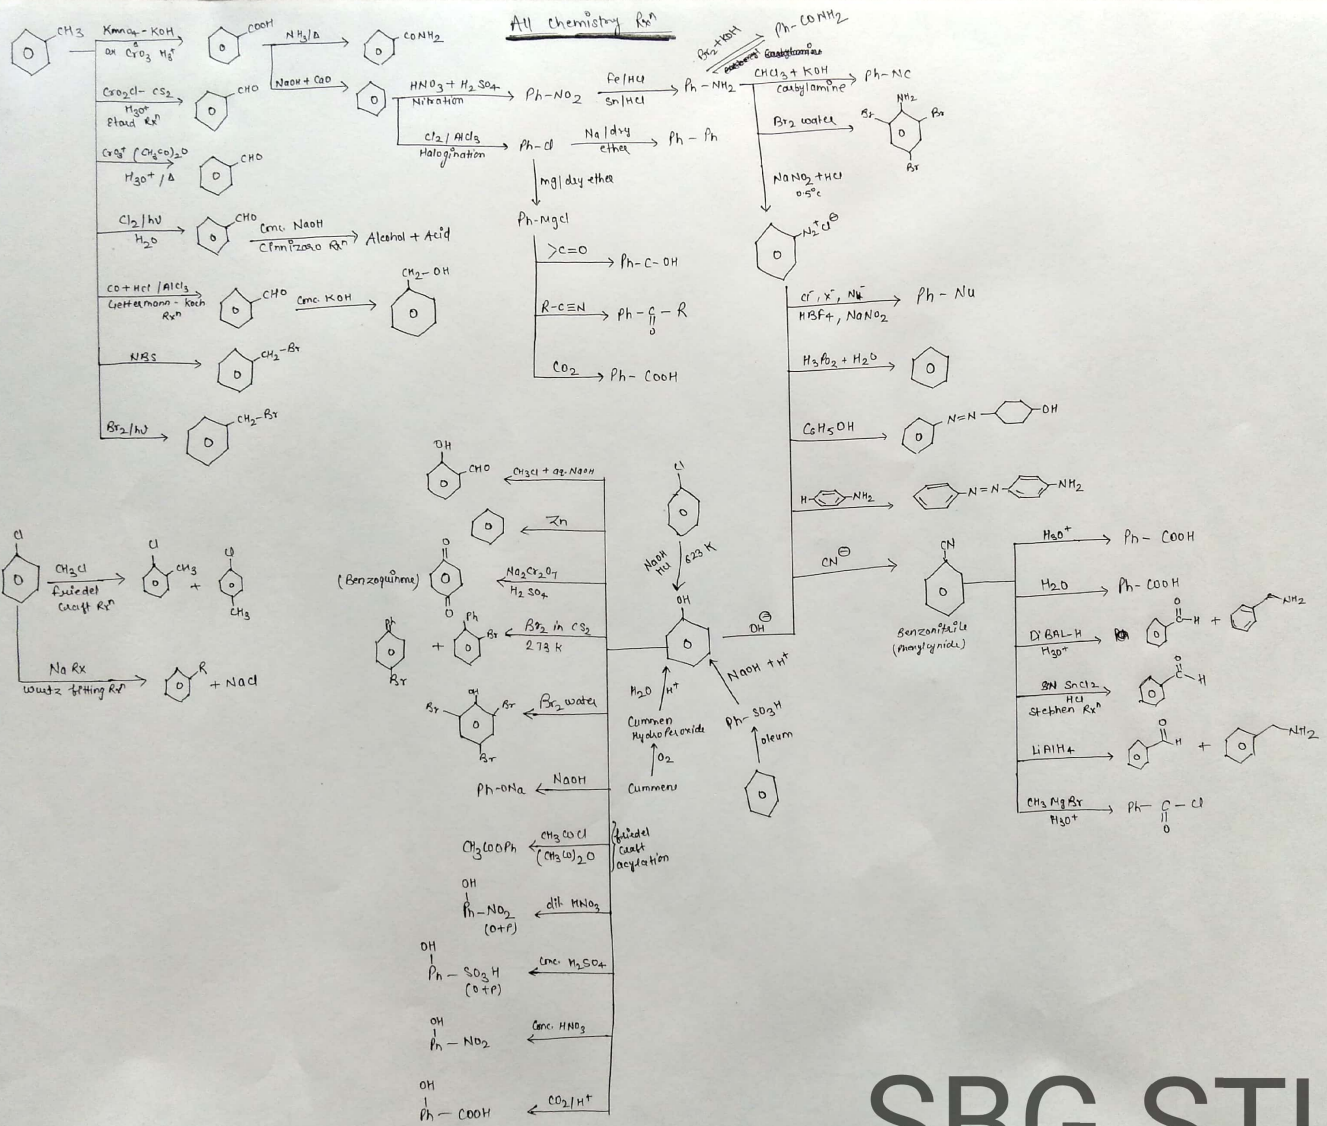 All chemistry Rxn
CH3
Kmno4 - KOH
Δ
or CrO3 H3+
COOH
NH3/Δ
CONH2
NaOH + CaO
Cro2cl- CS2
H3O+
Etard Rxn
CHO
(CH3CO)2O
H3O+ /Δ
CHO
Cl2/hν
H2O
CHO
Conc. NaOH
Cinnizaro Rxn
Alcohol + Acid
CO + HCl /AlCl3
Gettermann - Koch
Rxn
CHO
Conc. KOH
CH2-OH
NBS
CH2-Br
Br2/hν
CH2-Br
HNO3 + H2SO4
Nitration
Ph-NO2
Fe/HCl
Sn/HCl
Ph-NH2
Br2+KOH
Ph-CONH2
CHCl3 + KOH
Carbylamine
Ph-NC
Br2 water
NH2
Br
Br
Br
NaNO2 + HCl
0.5°c
N2+Cl⊖
Cl2/AlCl3
Halogination
Ph-Cl
Na/dry
ether
Ph - Ph
mg/dry ether
Ph-Mgcl
>C=O
Ph-C-OH
R-C≡N
Ph-C-R
O
CO2
Ph-COOH
HBF4, NaNO2
Ph-Nu
H3PO2 + H2O
C6H5OH
N=N
OH
H
NH2
N=N
NH2
CN⊖
CN
Benzonitrile
(Phenylcynide)
H3O+
Ph-COOH
H2O
Ph-COOH
DiBAL-H
H3O+
O
C-H
+
NH2
SnCl2
HCl
Stephen Rxn
O
C-H
LiAlH4
O
H
+
NH2
CH3MgBr
H3O+
Ph-C-Cl
O
Cl
NaOH
HCl
623 K
OH
OH⊖
CH3Cl + aq. NaOH
OH
CHO
Zn
Na2Cr2O7
H2SO4
O
O
(Benzoquinme)
Br2 in CS2
273 K
Ph
Br
+
Ph
Br
Br2 water
OH
Br
Br
Br
NaOH
Ph-ONa
CH3COCl
(CH3CO)2O
friedel
Craft
acylation
CH3COOPh
dil. HNO3
OH
Ph-NO2
(O+P)
Conc. H2SO4
OH
Ph-SO3H
(O+P)
Conc. HNO3
OH
Ph-NO2
CO2/H+
OH
Ph-COOH
H2O
H+
Cummen
HydroPeroxide
O2
Cummene
NaOH + H+
Ph-SO3H
oleum
Cl
CH3Cl
friedel
Craft Rxn
Cl
CH3
+
Cl
CH3
Na Rx
Wurtz fitting Rxn
R
+ NaCl
SBG STU